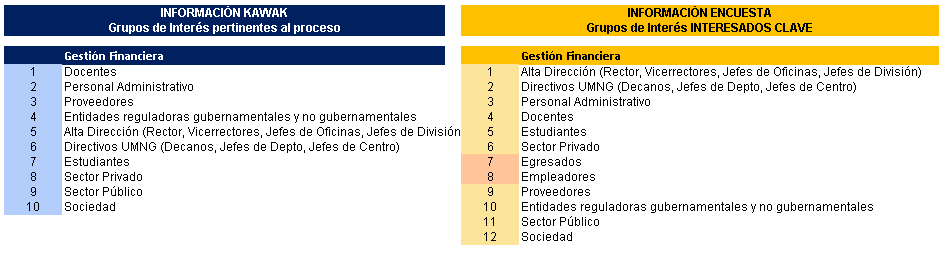 INFORMACIÓN KAWAK
Grupos de Interés pertinentes al proceso
Gestión Financiera
1 Docentes
2 Personal Administrativo
3 Proveedores
4 Entidades reguladoras gubernamentales y no gubernamentales
5 Alta Dirección (Rector, Vicerrectores, Jefes de Oficinas, Jefes de División
6 Directivos UMNG (Decanos, Jefes de Depto, Jefes de Centro)
7 Estudiantes
8 Sector Privado
9 Sector Público
10 Sociedad
INFORMACIÓN ENCUESTA
Grupos de Interés INTERESADOS CLAVE
Gestión Financiera
1 Alta Dirección (Rector, Vicerrectores, Jefes de Oficinas, Jefes de División)
2 Directivos UMNG (Decanos, Jefes de Depto, Jefes de Centro)
3 Personal Administrativo
4 Docentes
5 Estudiantes
6 Sector Privado
7 Egresados
8 Empleadores
9 Proveedores
10 Entidades reguladoras gubernamentales y no gubernamentales
11 Sector Público
12 Sociedad